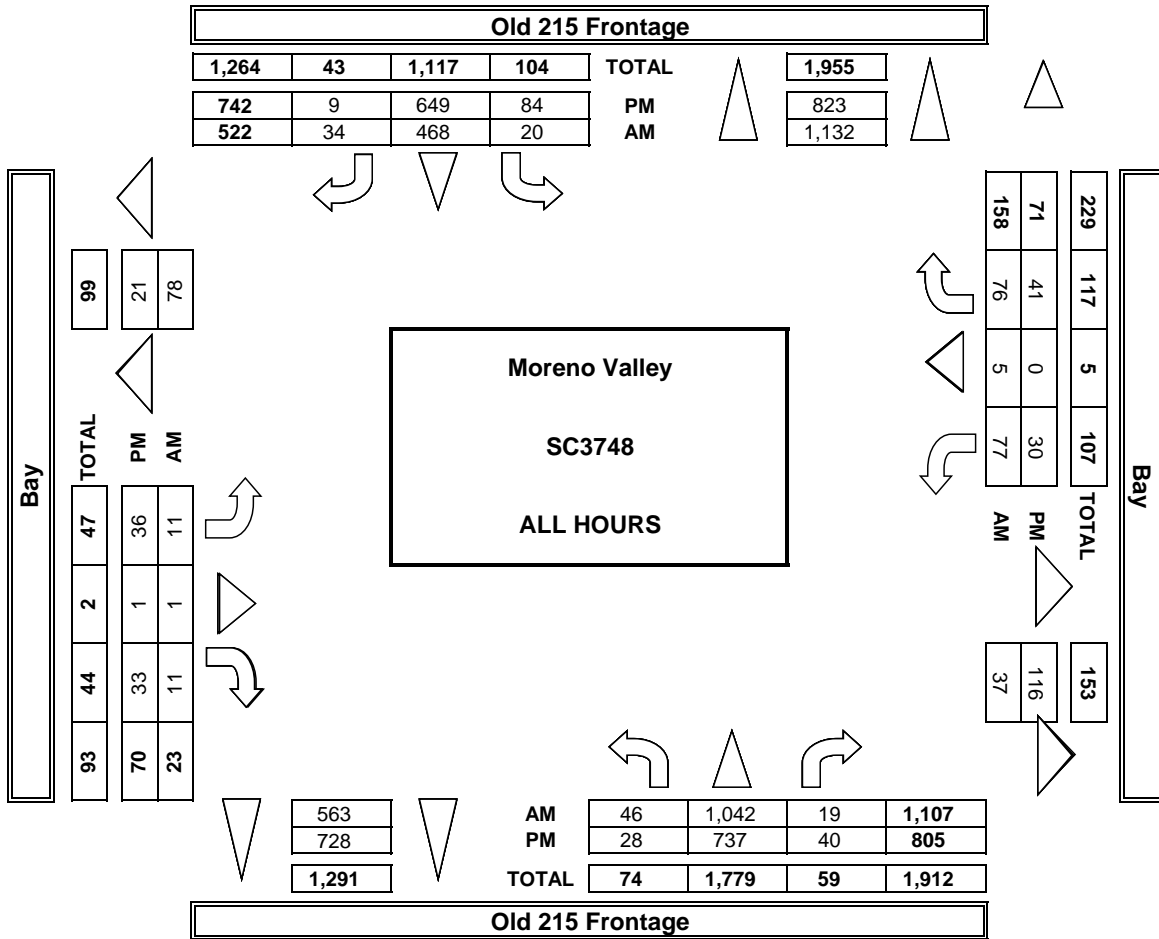 Old 215 Frontage
1,264 43 1,117 104 TOTAL 1,955
742 9 649 84 PM 823
522 34 468 20 AM 1,132
Bay
99 TOTAL 47 2 44 93
21 PM 36 1 33 70
78 AM 11 1 11 23
Moreno Valley
SC3748
ALL HOURS
229 117 5 107 TOTAL 153
71 41 0 30 PM 116
158 76 5 77 AM 37
Bay
563 AM 46 1,042 19 1,107
728 PM 28 737 40 805
1,291 TOTAL 74 1,779 59 1,912
Old 215 Frontage